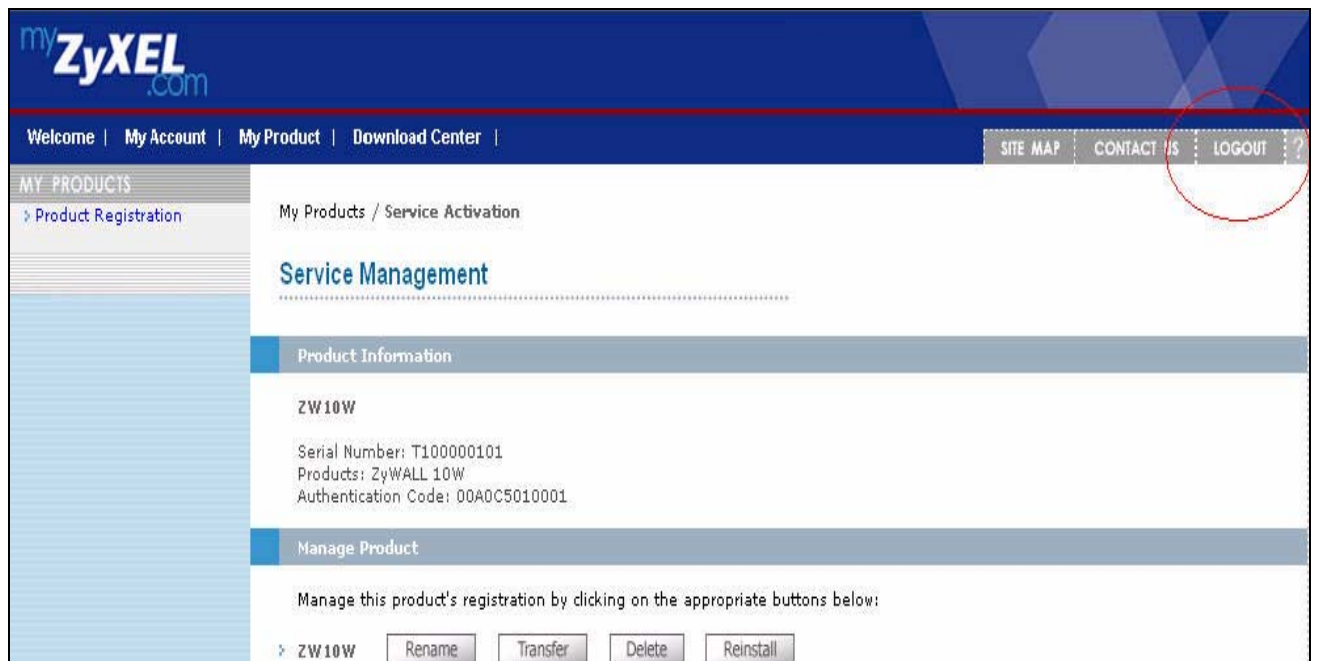 myZyXEL.com
Welcome | My Account | My Product | Download Center |
SITE MAP CONTACT US LOGOUT ?
MY PRODUCTS
Product Registration
My Products / Service Activation
Service Management
Product Information
ZW10W
Serial Number: T100000101
Products: ZyWALL 10W
Authentication Code: 00A0C5010001
Manage Product
Manage this product's registration by clicking on the appropriate buttons below:
ZW10W Rename Transfer Delete Reinstall